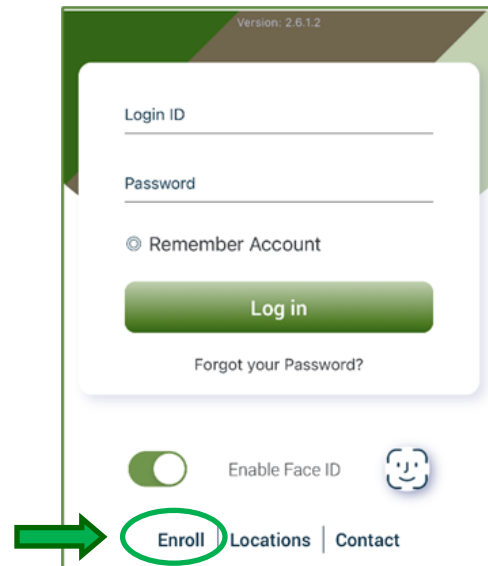 Version: 2.6.1.2
Login ID
Password
Remember Account
Log in
Forgot your Password?
Enable Face ID
Enroll | Locations | Contact